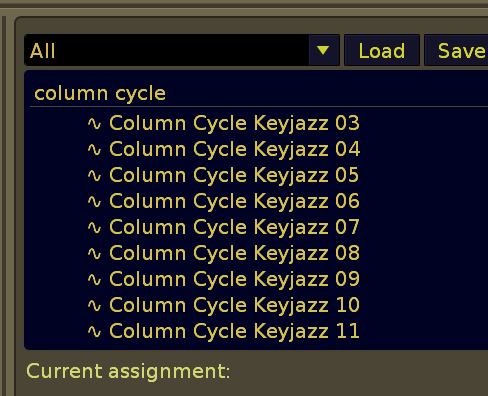 All
Load
Save
column cycle
∿ Column Cycle Keyjazz 03
∿ Column Cycle Keyjazz 04
∿ Column Cycle Keyjazz 05
∿ Column Cycle Keyjazz 06
∿ Column Cycle Keyjazz 07
∿ Column Cycle Keyjazz 08
∿ Column Cycle Keyjazz 09
∿ Column Cycle Keyjazz 10
∿ Column Cycle Keyjazz 11
Current assignment: